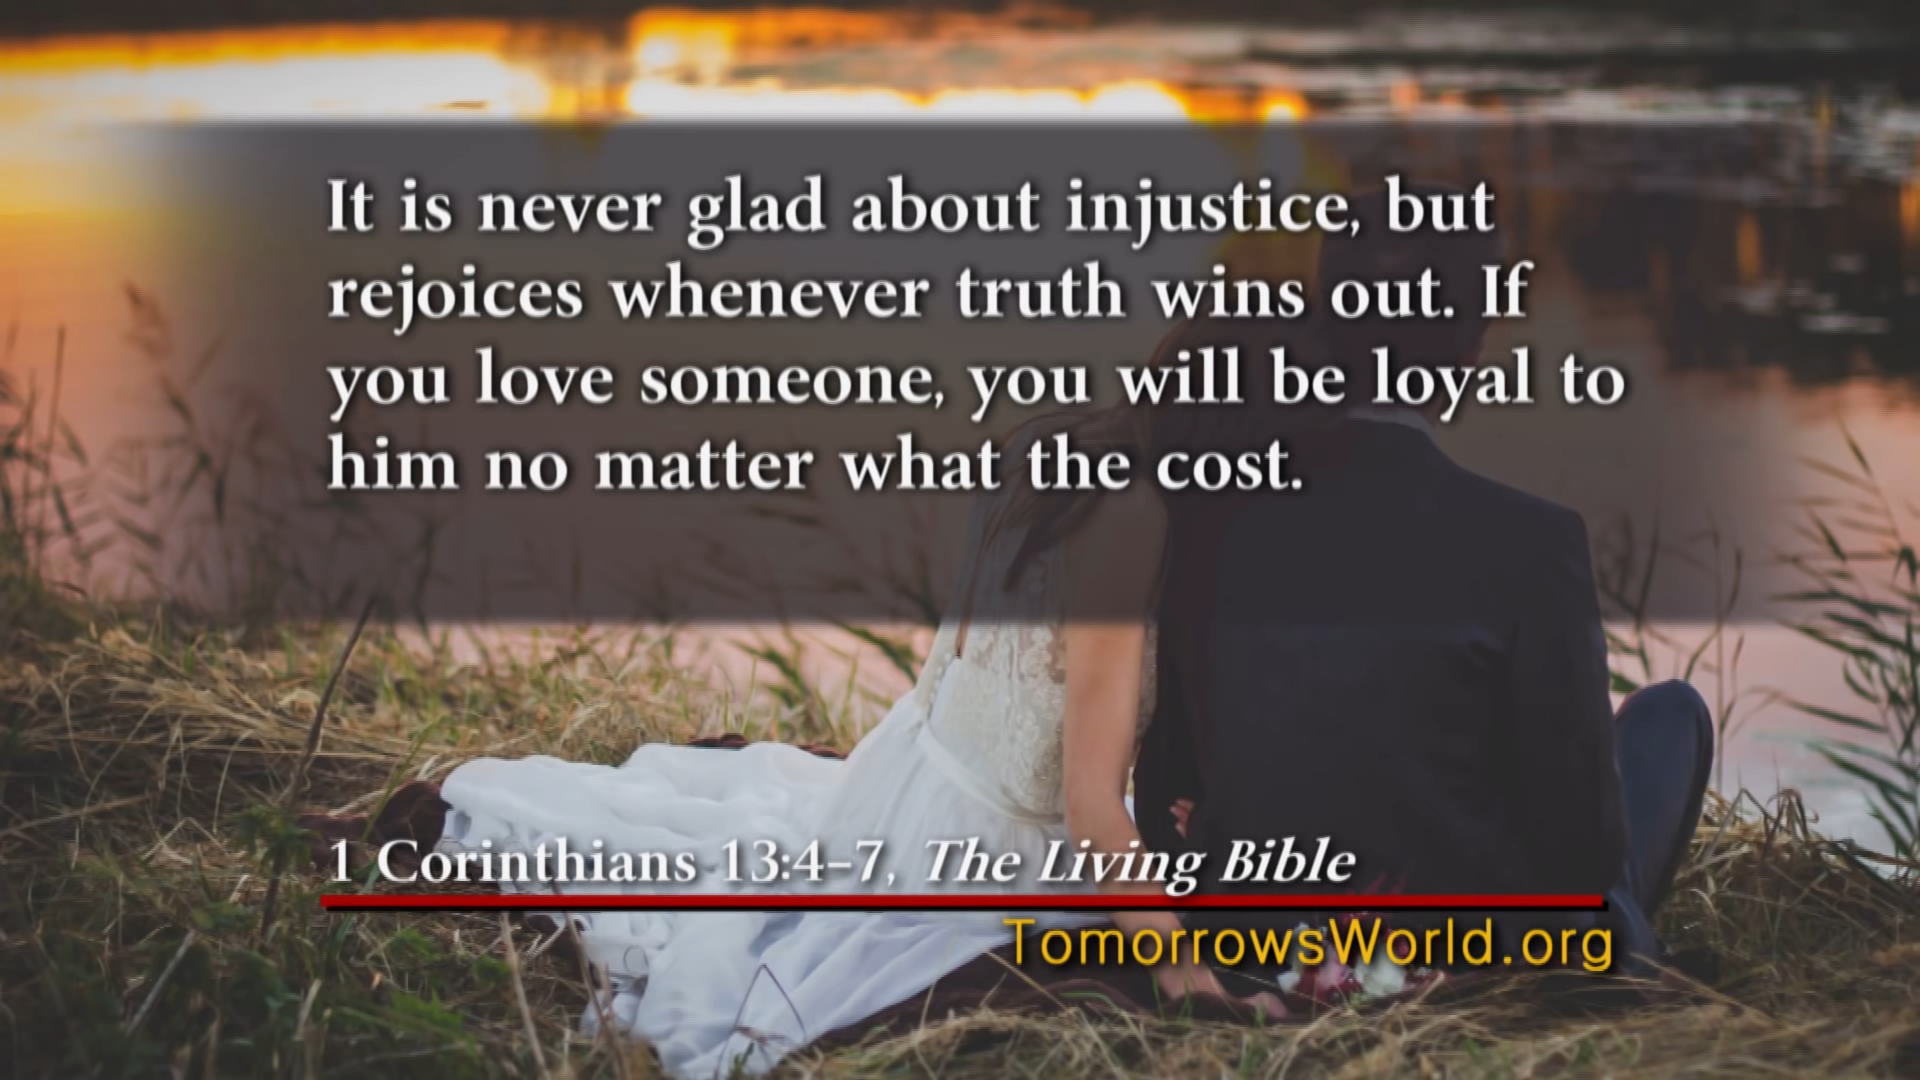 It is never glad about injustice, but
rejoices whenever truth wins out. If
you love someone, you will be loyal to
him no matter what the cost.
1 Corinthians 13:4–7, The Living Bible
TomorrowsWorld.org